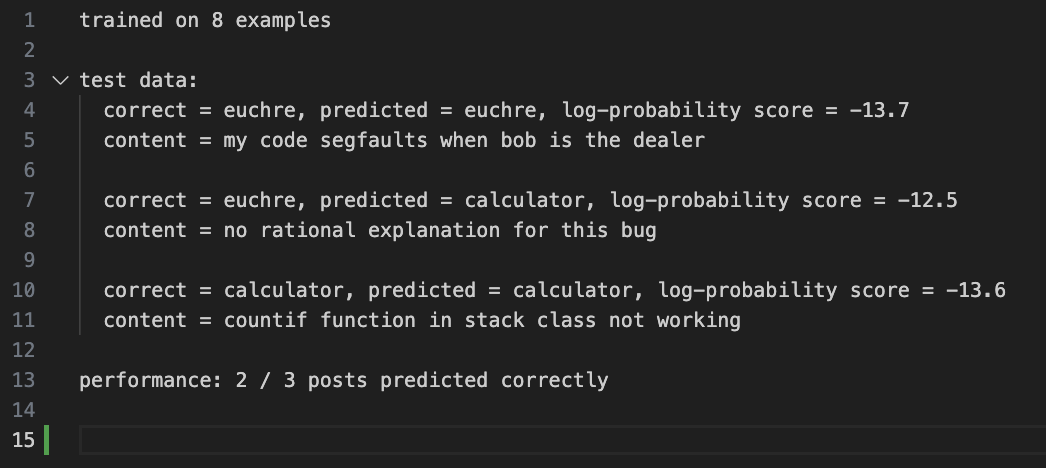 1 trained on 8 examples
2
3 test data:
4 correct = euchre, predicted = euchre, log-probability score = -13.7
5 content = my code segfaults when bob is the dealer
6
7 correct = euchre, predicted = calculator, log-probability score = -12.5
8 content = no rational explanation for this bug
9
10 correct = calculator, predicted = calculator, log-probability score = -13.6
11 content = countif function in stack class not working
12
13 performance: 2 / 3 posts predicted correctly
14
15